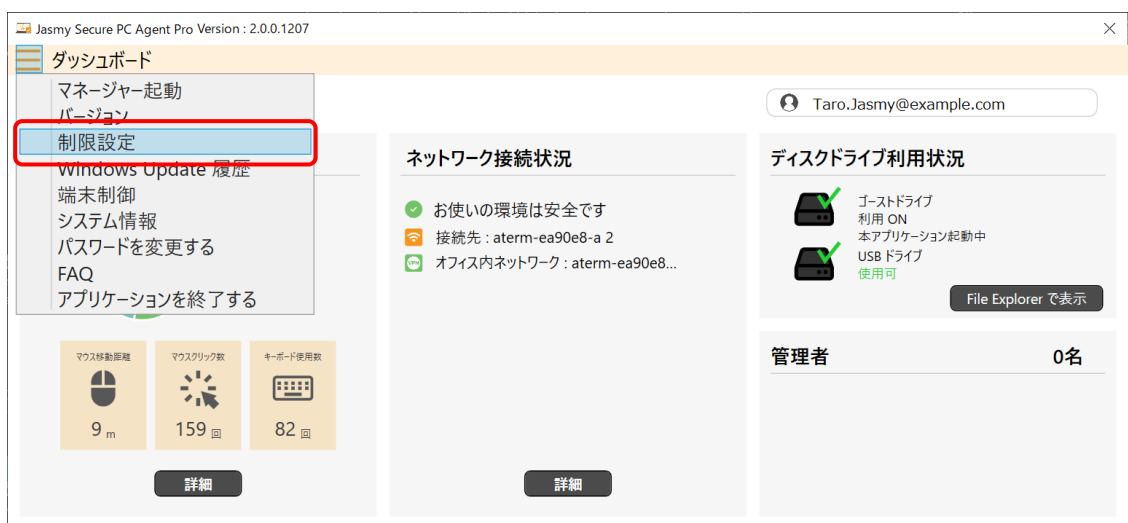 Jasmy Secure PC Agent Pro Version : 2.0.0.1207
ダッシュボード
マネージャー起動
バージョン
制限設定
Windows Update 履歴
端末制御
システム情報
パスワードを変更する
FAQ
アプリケーションを終了する
マウス移動距離
9 m
マウスクリック数
159 回
キーボード使用数
82 回
詳細
ネットワーク接続状況
お使いの環境は安全です
接続先 : aterm-ea90e8-a 2
VPN
オフィス内ネットワーク : aterm-ea90e8...
詳細
Taro.Jasmy@example.com
ディスクドライブ利用状況
ゴーストドライブ
利用 ON
本アプリケーション起動中
USB ドライブ
使用可
File Explorer で表示
管理者
0名